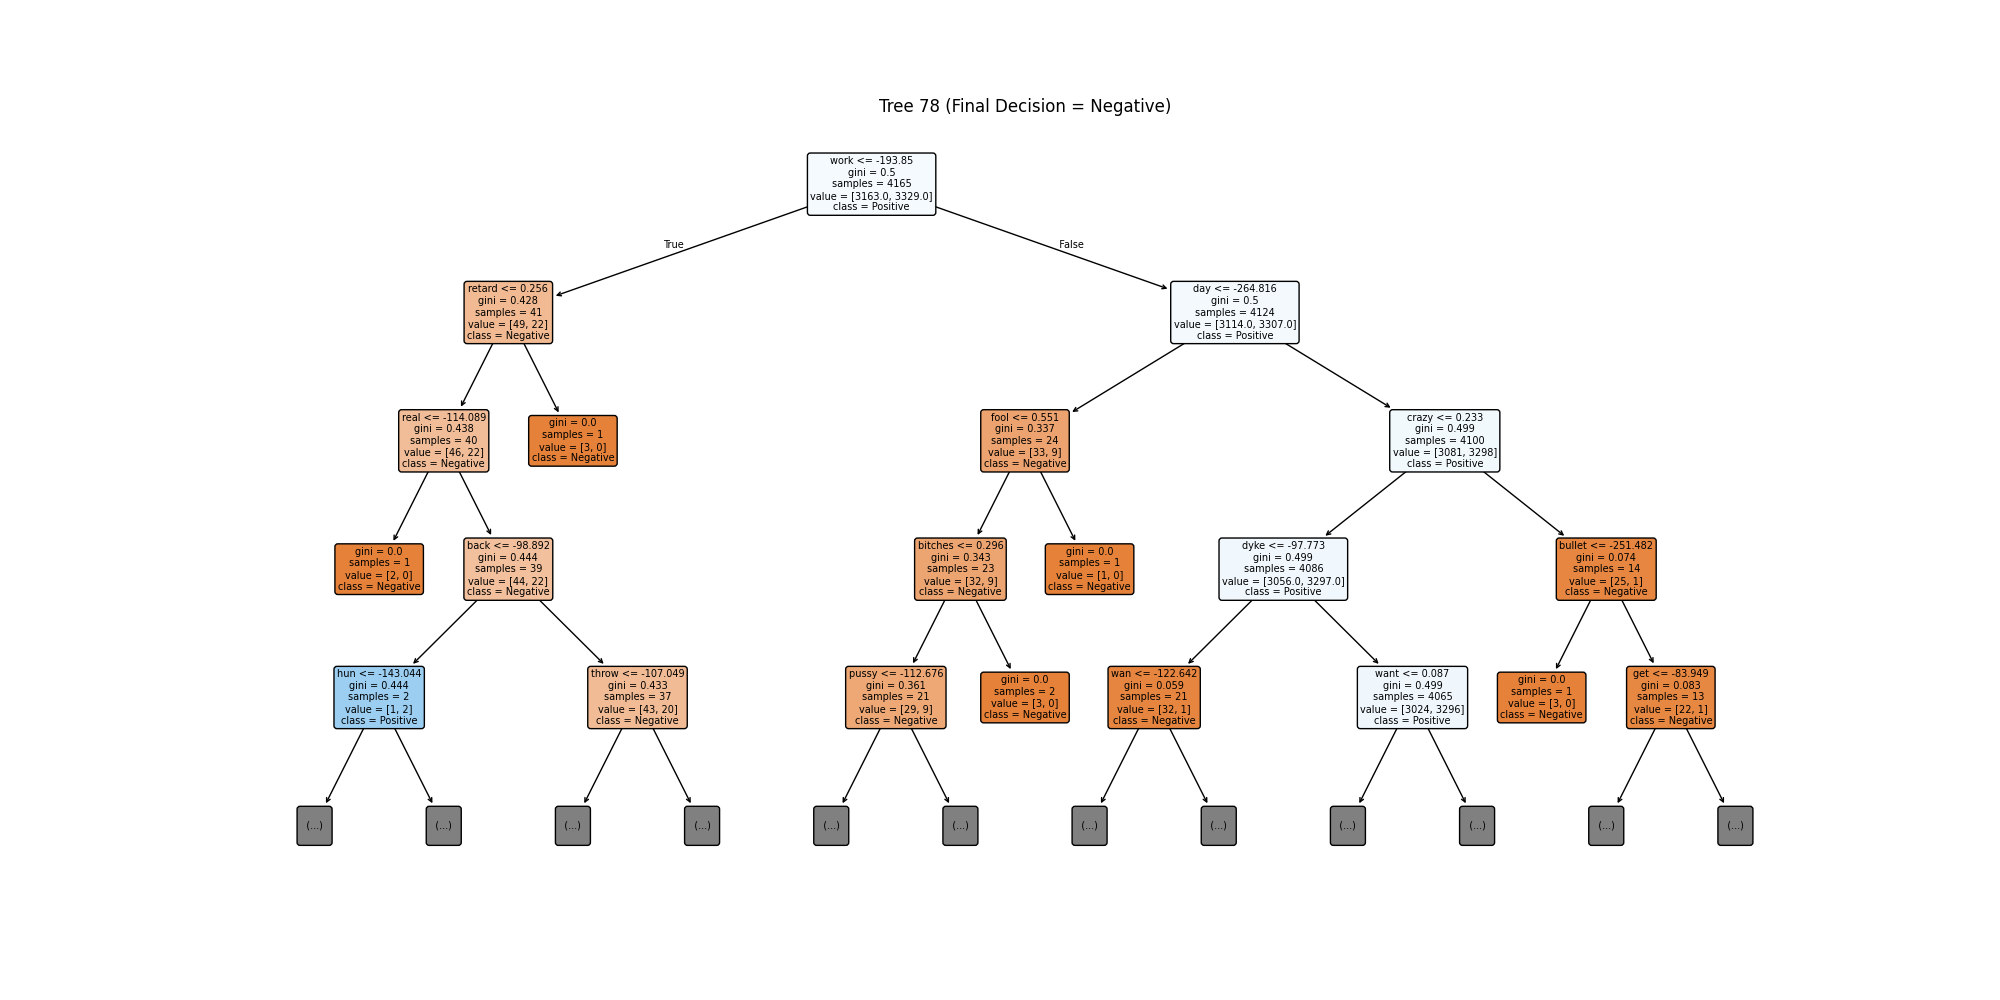 Tree 78 (Final Decision = Negative)
work <= -193.85
gini = 0.5
samples = 4165
value = [3163.0, 3329.0]
class = Positive
True
False
retard <= 0.256
gini = 0.428
samples = 41
value = [49, 22]
class = Negative
day <= -264.816
gini = 0.5
samples = 4124
value = [3114.0, 3307.0]
class = Positive
real <= -114.089
gini = 0.438
samples = 40
value = [46, 22]
class = Negative
gini = 0.0
samples = 1
value = [3, 0]
class = Negative
fool <= 0.551
gini = 0.337
samples = 24
value = [33, 9]
class = Negative
crazy <= 0.233
gini = 0.499
samples = 4100
value = [3081, 3298]
class = Positive
gini = 0.0
samples = 1
value = [2, 0]
class = Negative
back <= -98.892
gini = 0.444
samples = 39
value = [44, 22]
class = Negative
bitches <= 0.296
gini = 0.343
samples = 23
value = [32, 9]
class = Negative
gini = 0.0
samples = 1
value = [1, 0]
class = Negative
dyke <= -97.773
gini = 0.499
samples = 4086
value = [3056.0, 3297.0]
class = Positive
bullet <= -251.482
gini = 0.074
samples = 14
value = [25, 1]
class = Negative
hun <= -143.044
gini = 0.444
samples = 2
value = [1, 2]
class = Positive
throw <= -107.049
gini = 0.433
samples = 37
value = [43, 20]
class = Negative
pussy <= -112.676
gini = 0.361
samples = 21
value = [29, 9]
class = Negative
gini = 0.0
samples = 2
value = [3, 0]
class = Negative
wan <= -122.642
gini = 0.059
samples = 21
value = [32, 1]
class = Negative
want <= 0.087
gini = 0.499
samples = 4065
value = [3024, 3296]
class = Positive
gini = 0.0
samples = 1
value = [3, 0]
class = Negative
get <= -83.949
gini = 0.083
samples = 13
value = [22, 1]
class = Negative
(...)
(...)
(...)
(...)
(...)
(...)
(...)
(...)
(...)
(...)
(...)
(...)